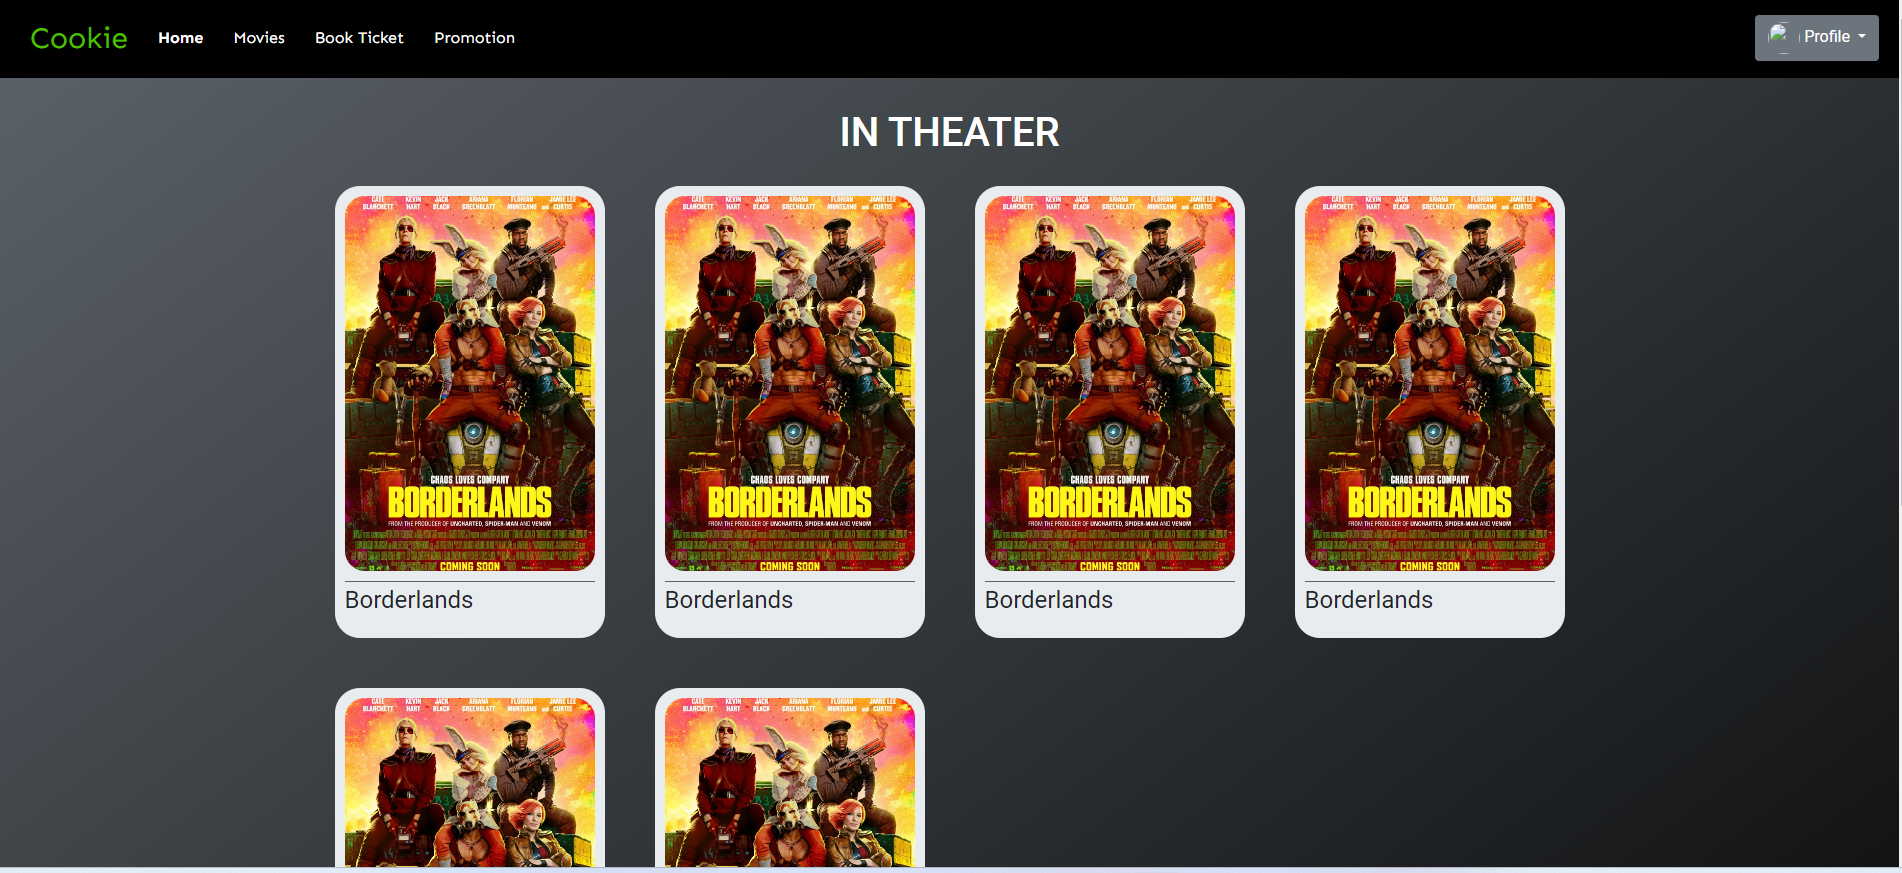 Cookie Home Movies Book Ticket Promotion Profile
IN THEATER
CATE BLANCHETT KEVIN HART JACK BLACK ARIANA GREENBLATT FLORIAN MUNTEANU AND JAMIE LEE CURTIS
CHAOS LOVES COMPANY
BORDERLANDS
FROM THE PRODUCER OF UNCHARTED, SPIDER-MAN AND VENOM
COMING SOON
Borderlands
CATE BLANCHETT KEVIN HART JACK BLACK ARIANA GREENBLATT FLORIAN MUNTEANU AND JAMIE LEE CURTIS
CHAOS LOVES COMPANY
BORDERLANDS
FROM THE PRODUCER OF UNCHARTED, SPIDER-MAN AND VENOM
COMING SOON
Borderlands
CATE BLANCHETT KEVIN HART JACK BLACK ARIANA GREENBLATT FLORIAN MUNTEANU AND JAMIE LEE CURTIS
CHAOS LOVES COMPANY
BORDERLANDS
FROM THE PRODUCER OF UNCHARTED, SPIDER-MAN AND VENOM
COMING SOON
Borderlands
CATE BLANCHETT KEVIN HART JACK BLACK ARIANA GREENBLATT FLORIAN MUNTEANU AND JAMIE LEE CURTIS
CHAOS LOVES COMPANY
BORDERLANDS
FROM THE PRODUCER OF UNCHARTED, SPIDER-MAN AND VENOM
COMING SOON
Borderlands
CATE BLANCHETT KEVIN HART JACK BLACK ARIANA GREENBLATT FLORIAN MUNTEANU AND JAMIE LEE CURTIS
CATE BLANCHETT KEVIN HART JACK BLACK ARIANA GREENBLATT FLORIAN MUNTEANU AND JAMIE LEE CURTIS